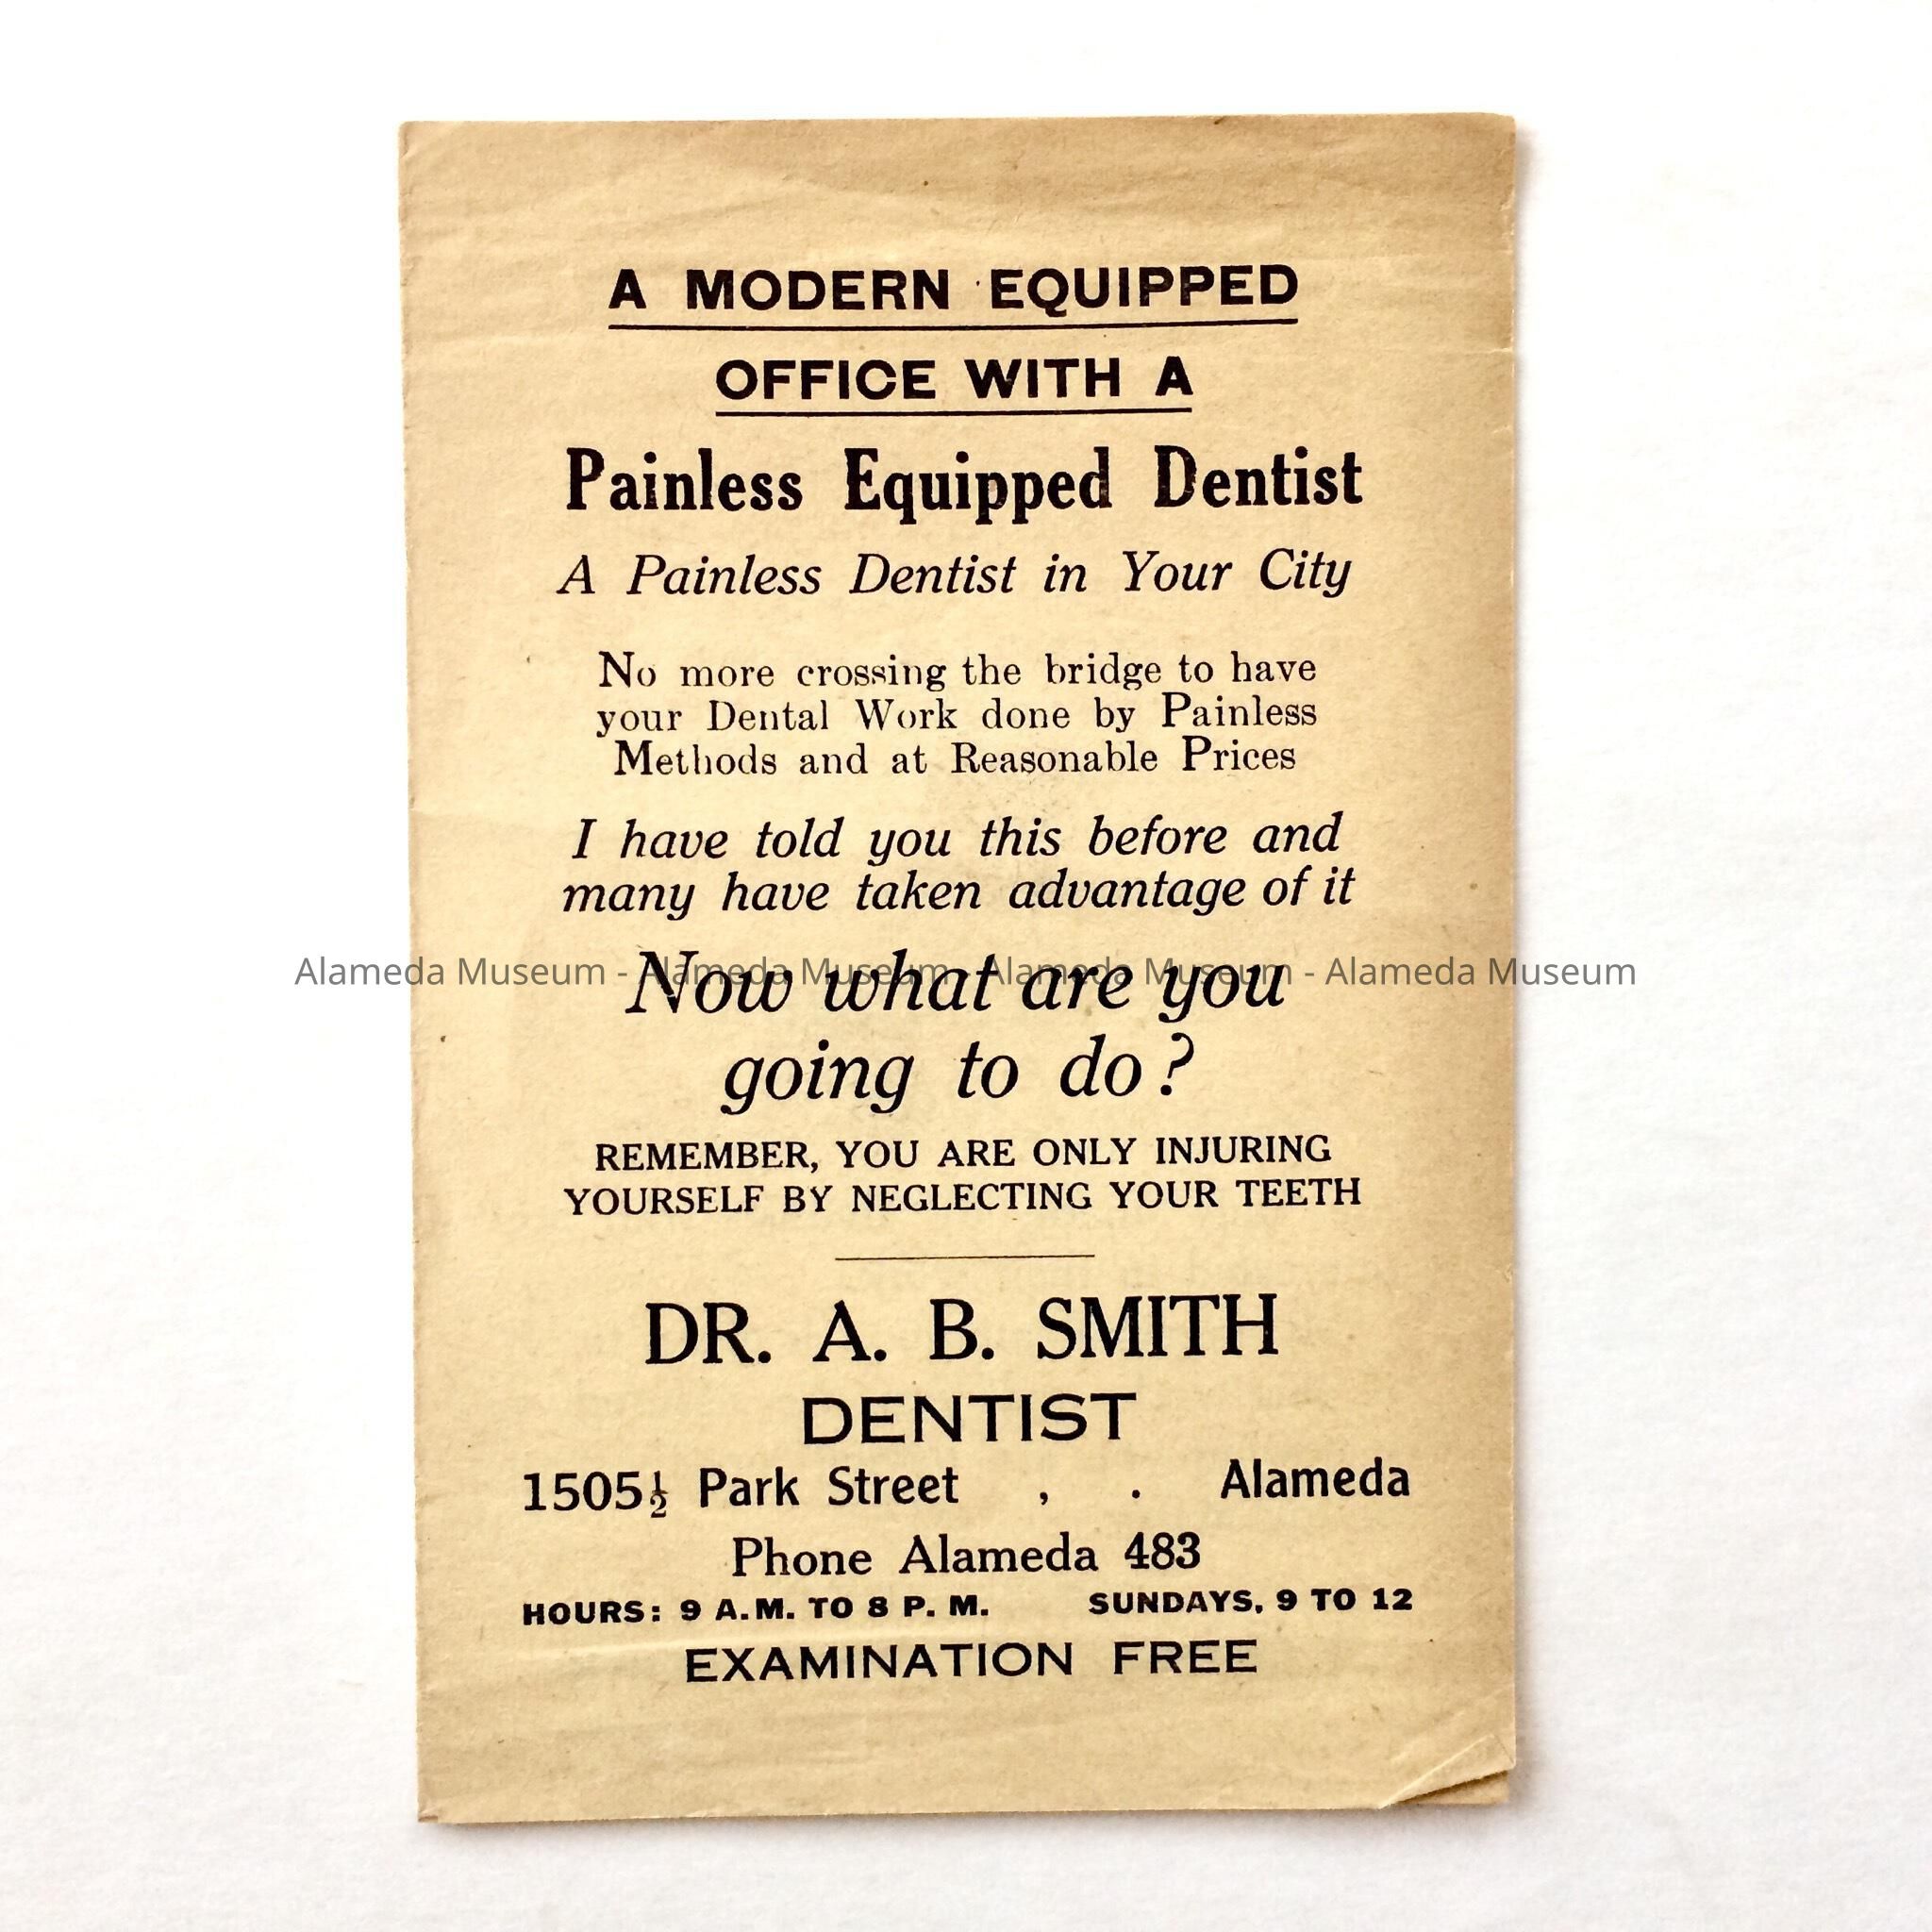 A MODERN EQUIPPED
OFFICE WITH A
Painless Equipped Dentist
A Painless Dentist in Your City
No more crossing the bridge to have
your Dental Work done by Painless
Methods and at Reasonable Prices
I have told you this before and
many have taken advantage of it
Alameda Museum - Alameda Museum - Alameda Museum - Alameda Museum
Now what are you
going to do?
REMEMBER, YOU ARE ONLY INJURING
YOURSELF BY NEGLECTING YOUR TEETH
DR. A. B. SMITH
DENTIST
1505½ Park Street , . Alameda
Phone Alameda 483
HOURS: 9 A.M. TO 8 P. M. SUNDAYS, 9 TO 12
EXAMINATION FREE